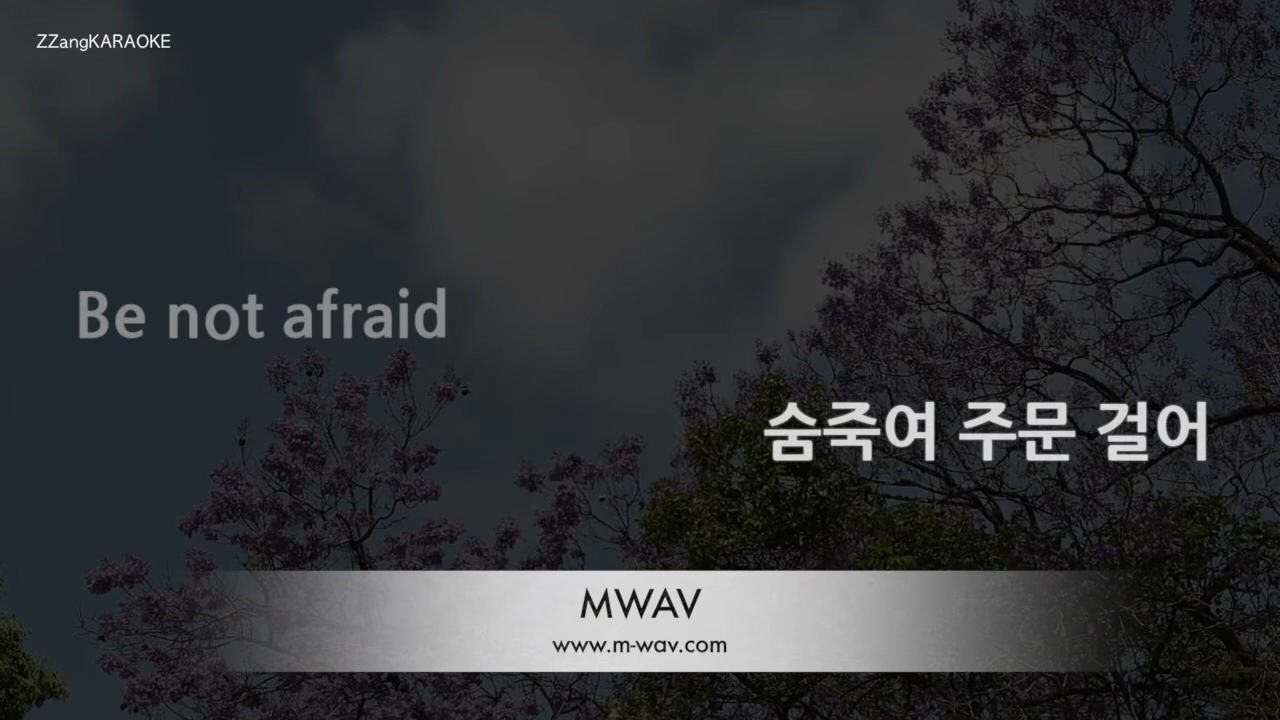 ZZangKARAOKE
Be not afraid
숨죽여 주문 걸어
MWAV
www.m-wav.com